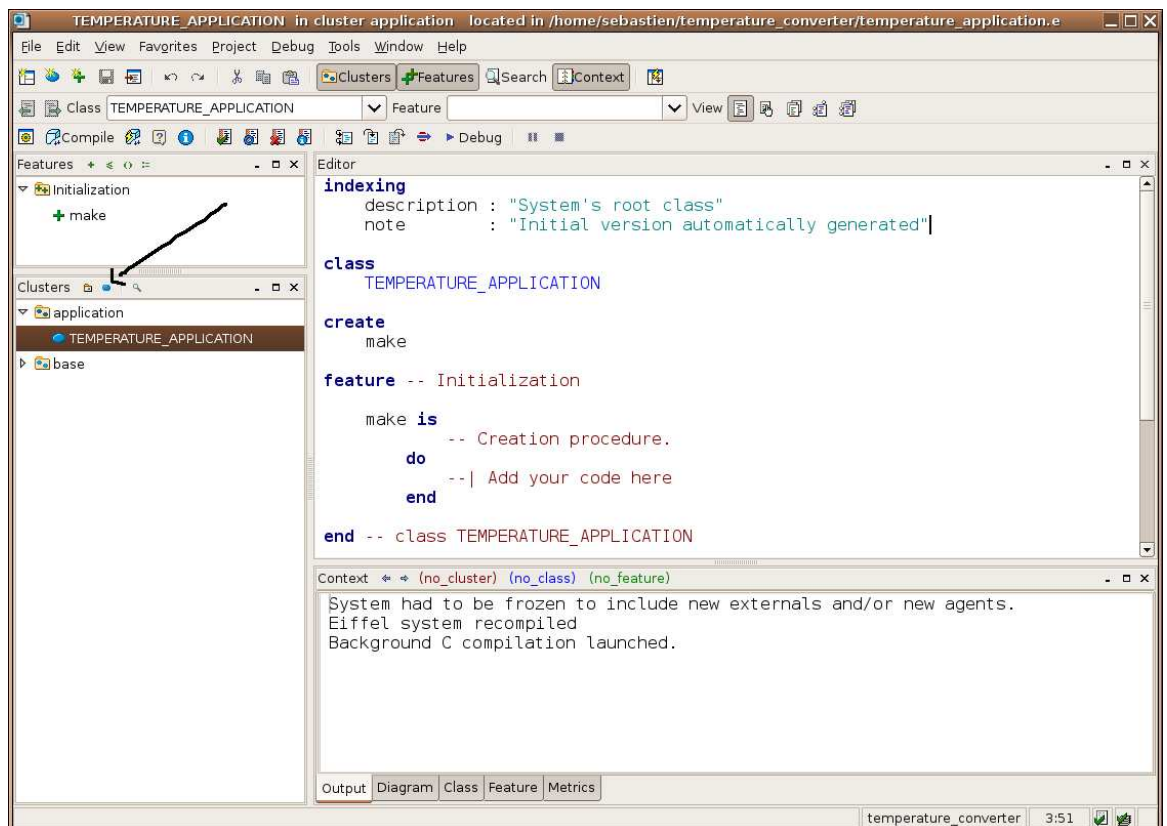 TEMPERATURE_APPLICATION in cluster application located in /home/sebastien/temperature_converter/temperature_application.e
File Edit View Favorites Project Debug Tools Window Help
Clusters Features Search Context
Class TEMPERATURE_APPLICATION Feature View
Compile Debug
Features
Initialization
make
Clusters
application
TEMPERATURE_APPLICATION
base
Editor
indexing
description : "System's root class"
note : "Initial version automatically generated"
class
TEMPERATURE_APPLICATION
create
make
feature -- Initialization
make is
-- Creation procedure.
do
--| Add your code here
end
end -- class TEMPERATURE_APPLICATION
Context (no_cluster) (no_class) (no_feature)
System had to be frozen to include new externals and/or new agents.
Eiffel system recompiled
Background C compilation launched.
Output Diagram Class Feature Metrics
temperature_converter 3:51